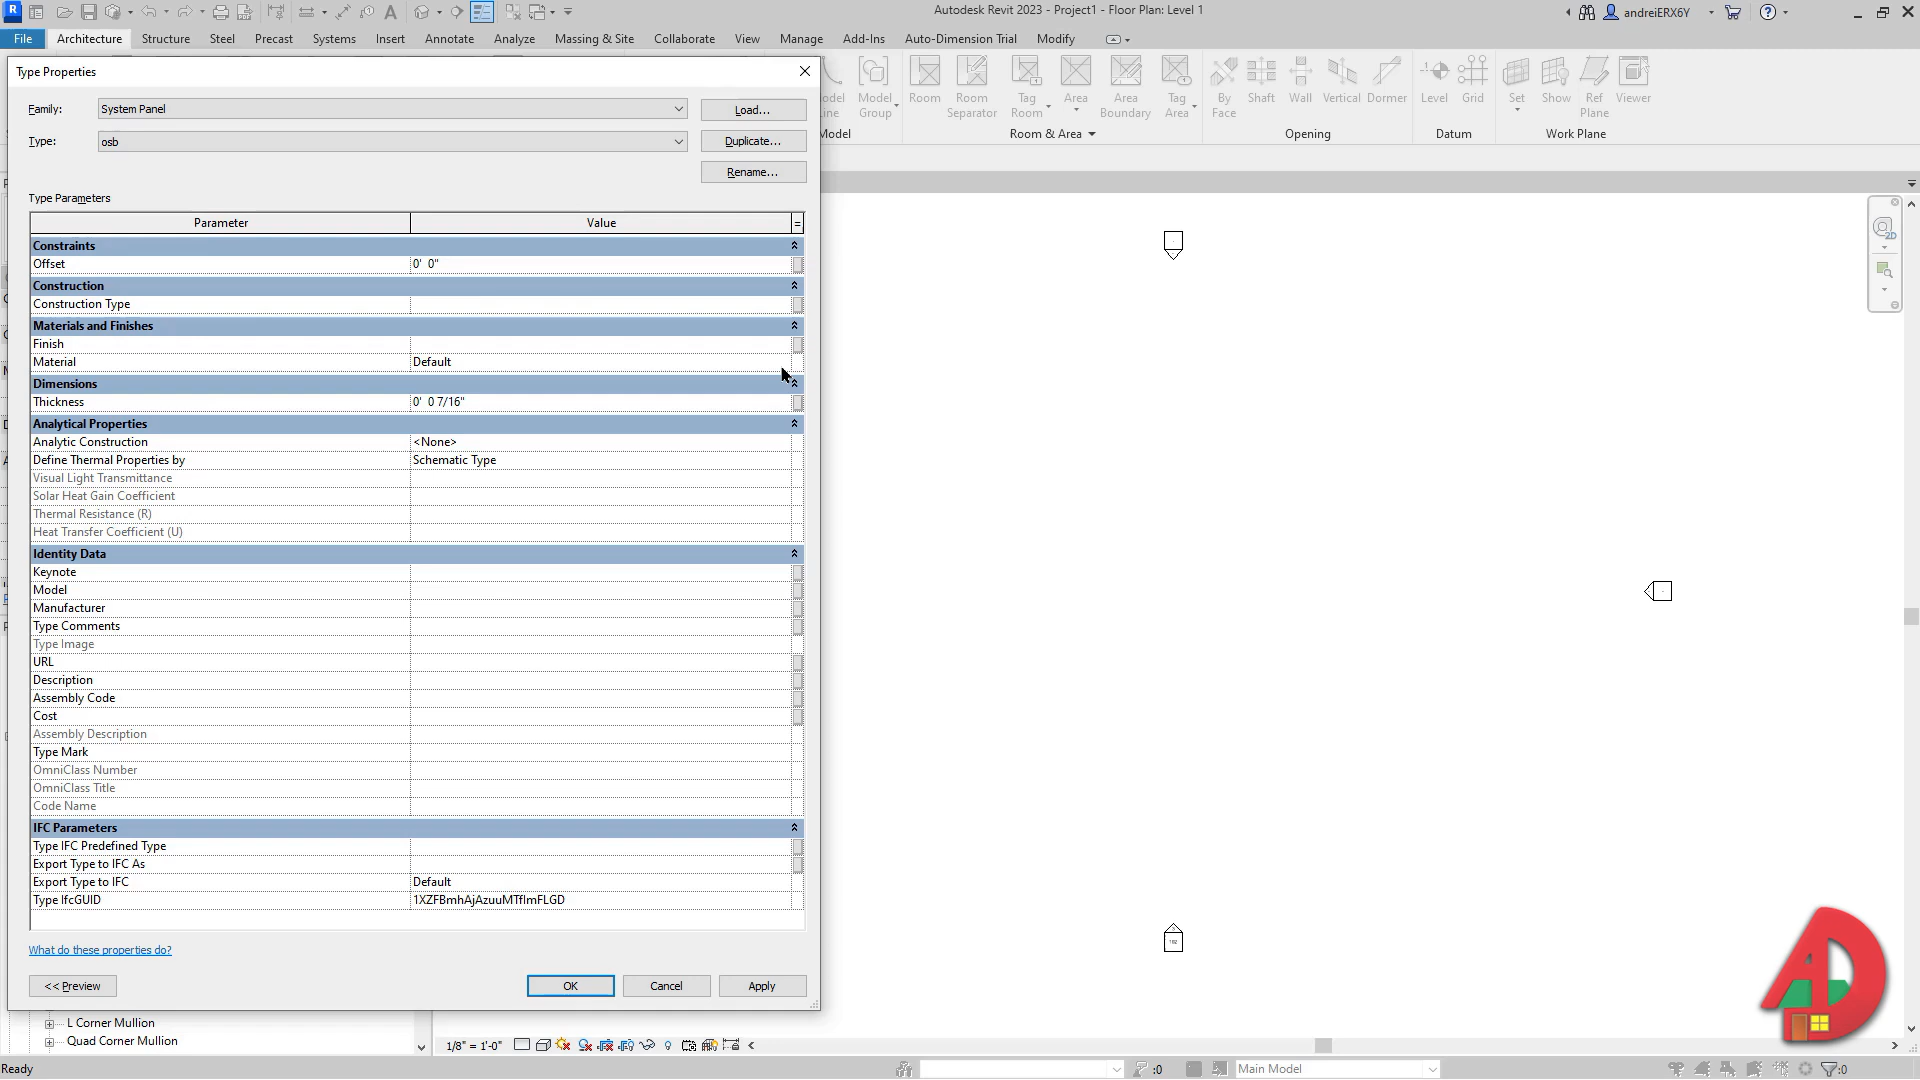 Autodesk Revit 2023 - Project1 - Floor Plan: Level 1
andreiERX6Y
File Architecture Structure Steel Precast Systems Insert Annotate Analyze Massing & Site Collaborate View Manage Add-Ins Auto-Dimension Trial Modify
Type Properties
Family: System Panel Load...
Type: osb Duplicate...
Rename...
Model Group
Room
Room Separator
Tag Room
Area
Area Boundary
Tag Area
By Face
Shaft
Wall
Vertical
Dormer
Level
Grid
Set
Show
Ref Plane
Viewer
Room & Area
Opening
Datum
Work Plane
Type Parameters
Parameter Value =
Constraints
Offset 0' 0"
Construction
Construction Type
Materials and Finishes
Finish
Material Default
Dimensions
Thickness 0' 0 7/16"
Analytical Properties
Analytic Construction <None>
Define Thermal Properties by Schematic Type
Visual Light Transmittance
Solar Heat Gain Coefficient
Thermal Resistance (R)
Heat Transfer Coefficient (U)
Identity Data
Keynote
Model
Manufacturer
Type Comments
Type Image
URL
Description
Assembly Code
Cost
Assembly Description
Type Mark
OmniClass Number
OmniClass Title
Code Name
IFC Parameters
Type IFC Predefined Type
Export Type to IFC As
Export Type to IFC Default
Type IfcGUID 1XZFBmhAjAzuuMTfImFLGD
What do these properties do?
<< Preview OK Cancel Apply
L Corner Mullion
Quad Corner Mullion
1/8" = 1'-0"
Ready
:0
Main Model
:0